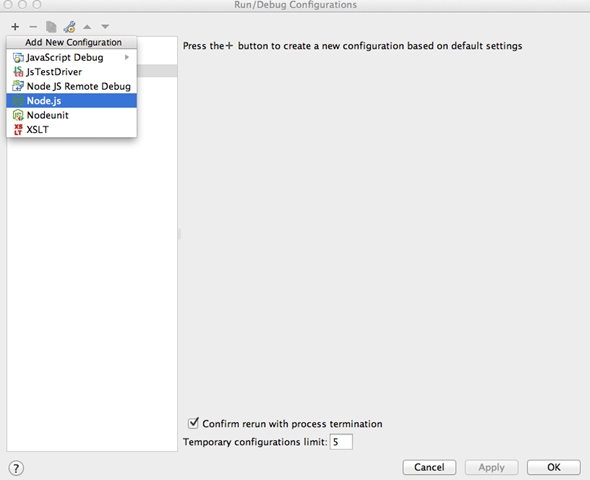 Run/Debug Configurations
Add New Configuration
JavaScript Debug
JsTestDriver
Node JS Remote Debug
Node.js
Nodeunit
XSLT
Press the+ button to create a new configuration based on default settings
Confirm rerun with process termination
Temporary configurations limit: 5
? Cancel Apply OK